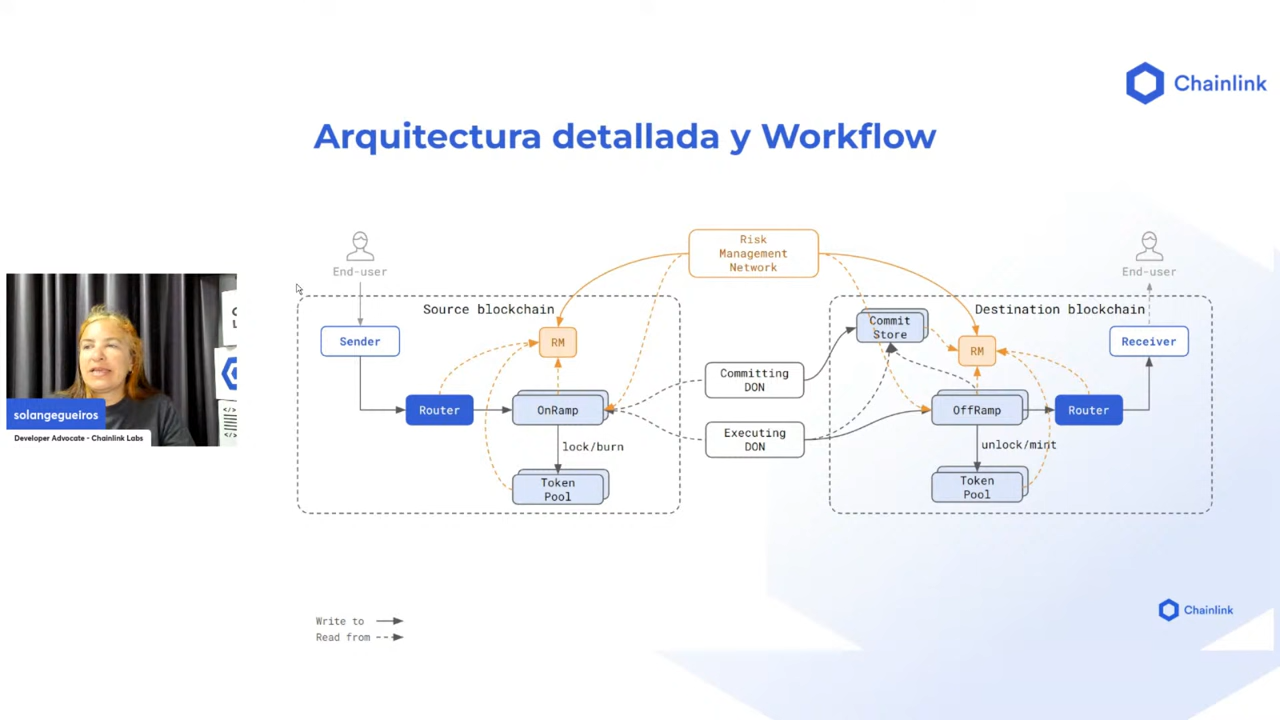 Chainlink
Arquitectura detallada y Workflow
Risk
Management
Network
End-user
End-user
Source blockchain
Destination blockchain
Commit
Store
Sender
RM
RM
Receiver
Committing
DON
Router
OnRamp
OffRamp
Router
Executing
DON
lock/burn
unlock/mint
Token
Pool
Token
Pool
solangegueiros
Developer Advocate - Chainlink Labs
Chainlink
Write to
Read from